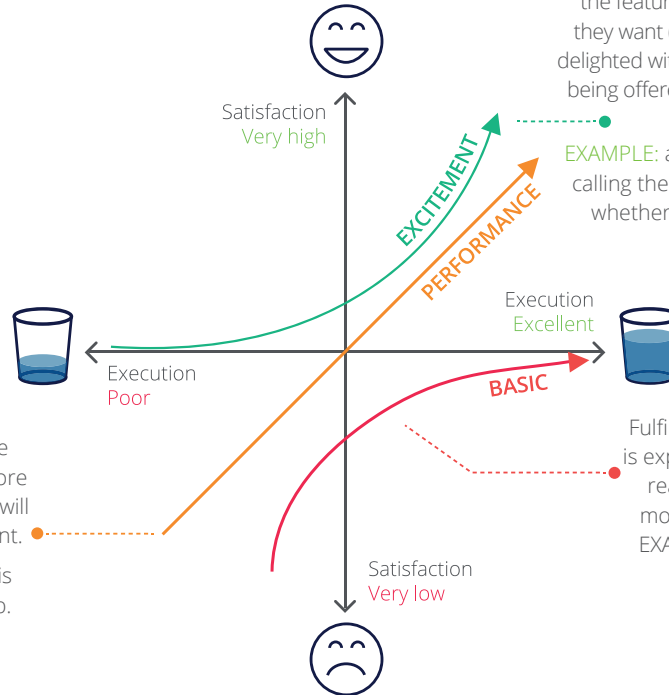 the featur
they want
delighted wi
being offere
Satisfaction
Very high
EXCITEMENT
EXAMPLE: a
calling the
whether
PERFORMANCE
Execution
Excellent
Execution
Poor
BASIC
e
ore
will
nt.
is
o.
Fulfi
is exp
rea
mo
EXA
Satisfaction
Very low